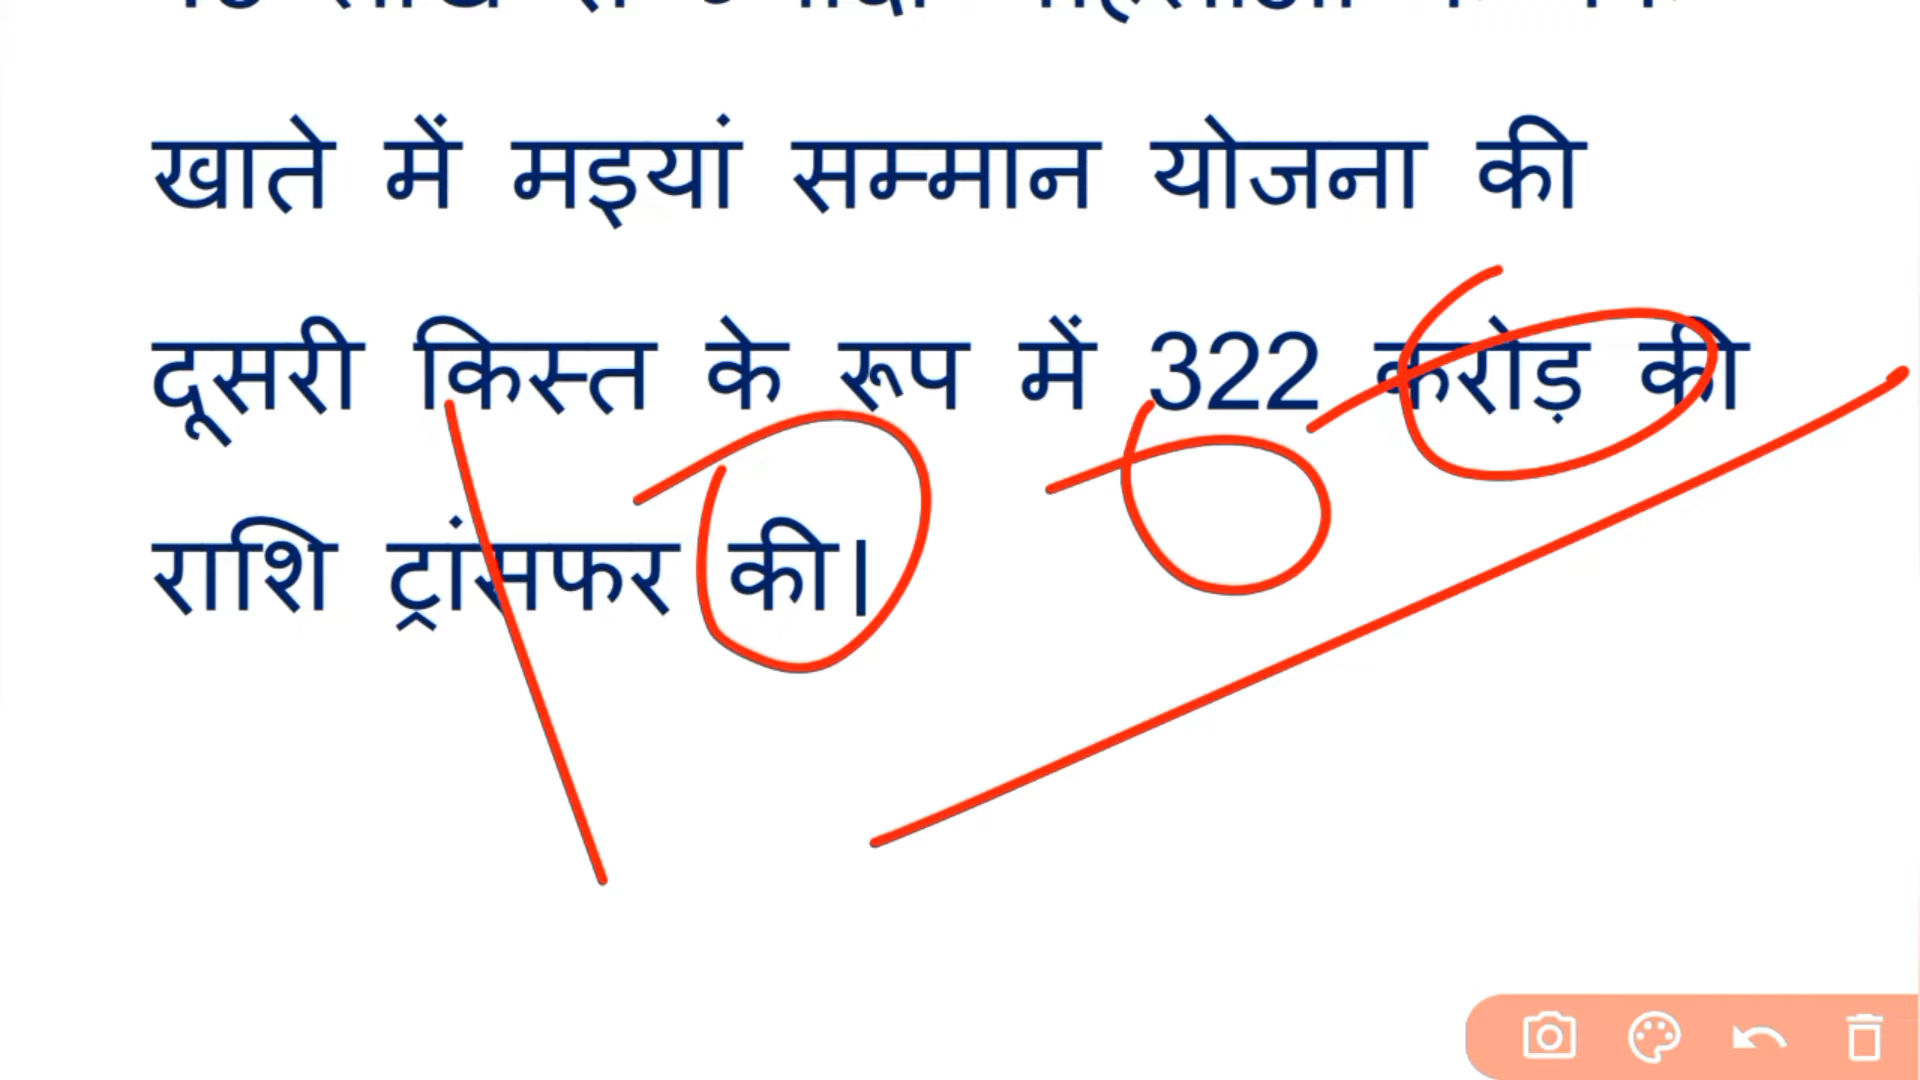 खाते में मइयां सम्मान योजना की
दूसरी किस्त के रूप में 322 करोड़ की
राशि ट्रांसफर की।